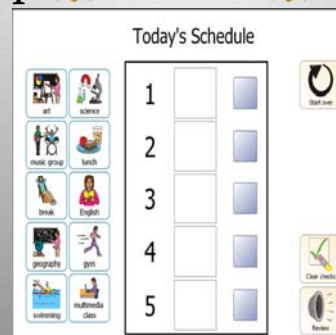 Today's Schedule
art
science
music group
lunch
break
English
geography
gym
swimming
multimedia
class
1
2
3
4
5
Start over
Clear checks
Review